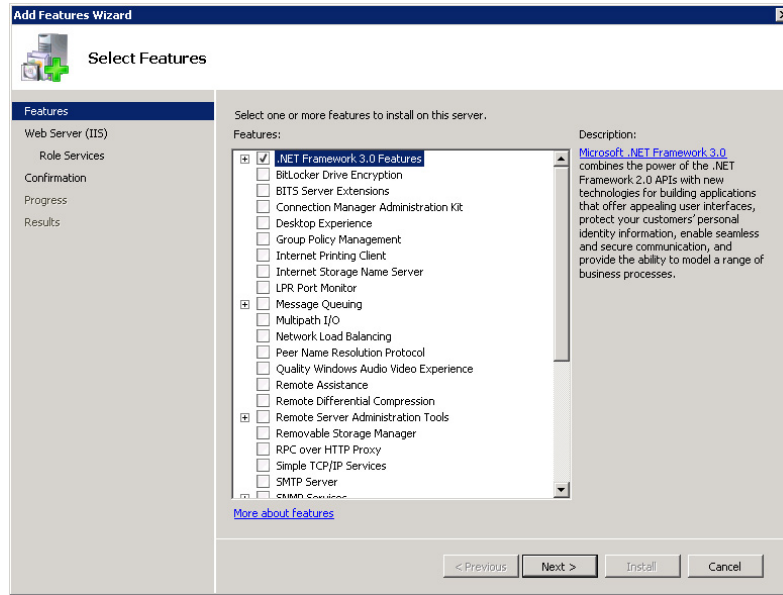 Add Features Wizard
Select Features
Features
Web Server (IIS)
Role Services
Confirmation
Progress
Results
Select one or more features to install on this server.
Features:
.NET Framework 3.0 Features
BitLocker Drive Encryption
BITS Server Extensions
Connection Manager Administration Kit
Desktop Experience
Group Policy Management
Internet Printing Client
Internet Storage Name Server
LPR Port Monitor
Message Queuing
Multipath I/O
Network Load Balancing
Peer Name Resolution Protocol
Quality Windows Audio Video Experience
Remote Assistance
Remote Differential Compression
Remote Server Administration Tools
Removable Storage Manager
RPC over HTTP Proxy
Simple TCP/IP Services
SMTP Server
SNMP Services
More about features
Description:
Microsoft .NET Framework 3.0
combines the power of the .NET
Framework 2.0 APIs with new
technologies for building applications
that offer appealing user interfaces,
protect your customers' personal
identity information, enable seamless
and secure communication, and
provide the ability to model a range of
business processes.
< Previous
Next >
Install
Cancel